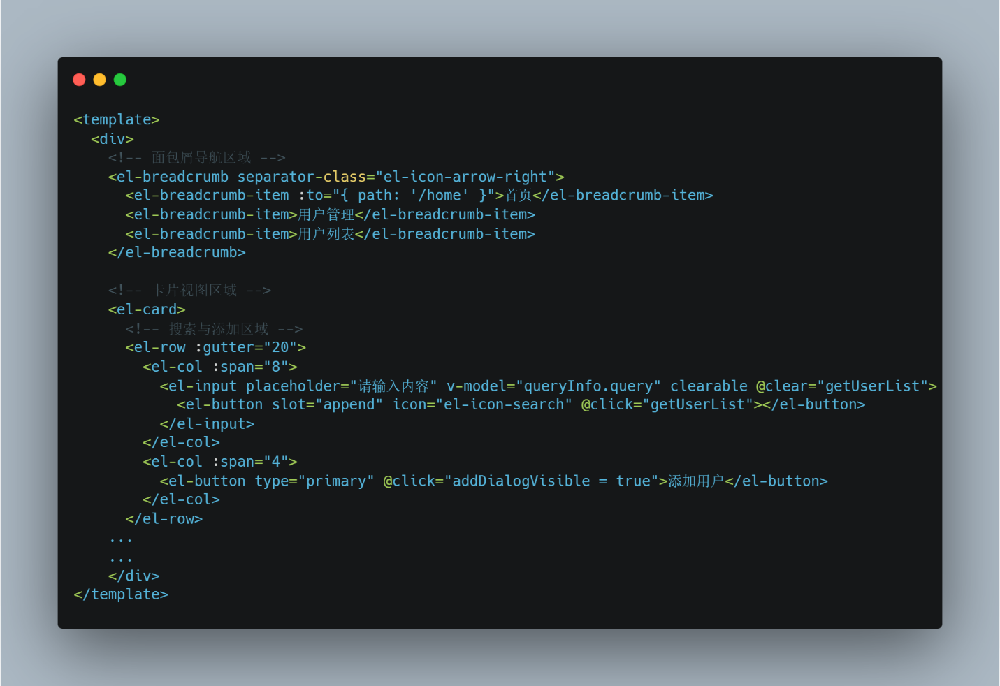 <template>
  <div>
    <!-- 面包屑导航区域 -->
    <el-breadcrumb separator-class="el-icon-arrow-right">
      <el-breadcrumb-item :to="{ path: '/home' }">首页</el-breadcrumb-item>
      <el-breadcrumb-item>用户管理</el-breadcrumb-item>
      <el-breadcrumb-item>用户列表</el-breadcrumb-item>
    </el-breadcrumb>

    <!-- 卡片视图区域 -->
    <el-card>
      <!-- 搜索与添加区域 -->
      <el-row :gutter="20">
        <el-col :span="8">
          <el-input placeholder="请输入内容" v-model="queryInfo.query" clearable @clear="getUserList">
            <el-button slot="append" icon="el-icon-search" @click="getUserList"></el-button>
          </el-input>
        </el-col>
        <el-col :span="4">
          <el-button type="primary" @click="addDialogVisible = true">添加用户</el-button>
        </el-col>
      </el-row>
    ...
    ...
    </div>
</template>